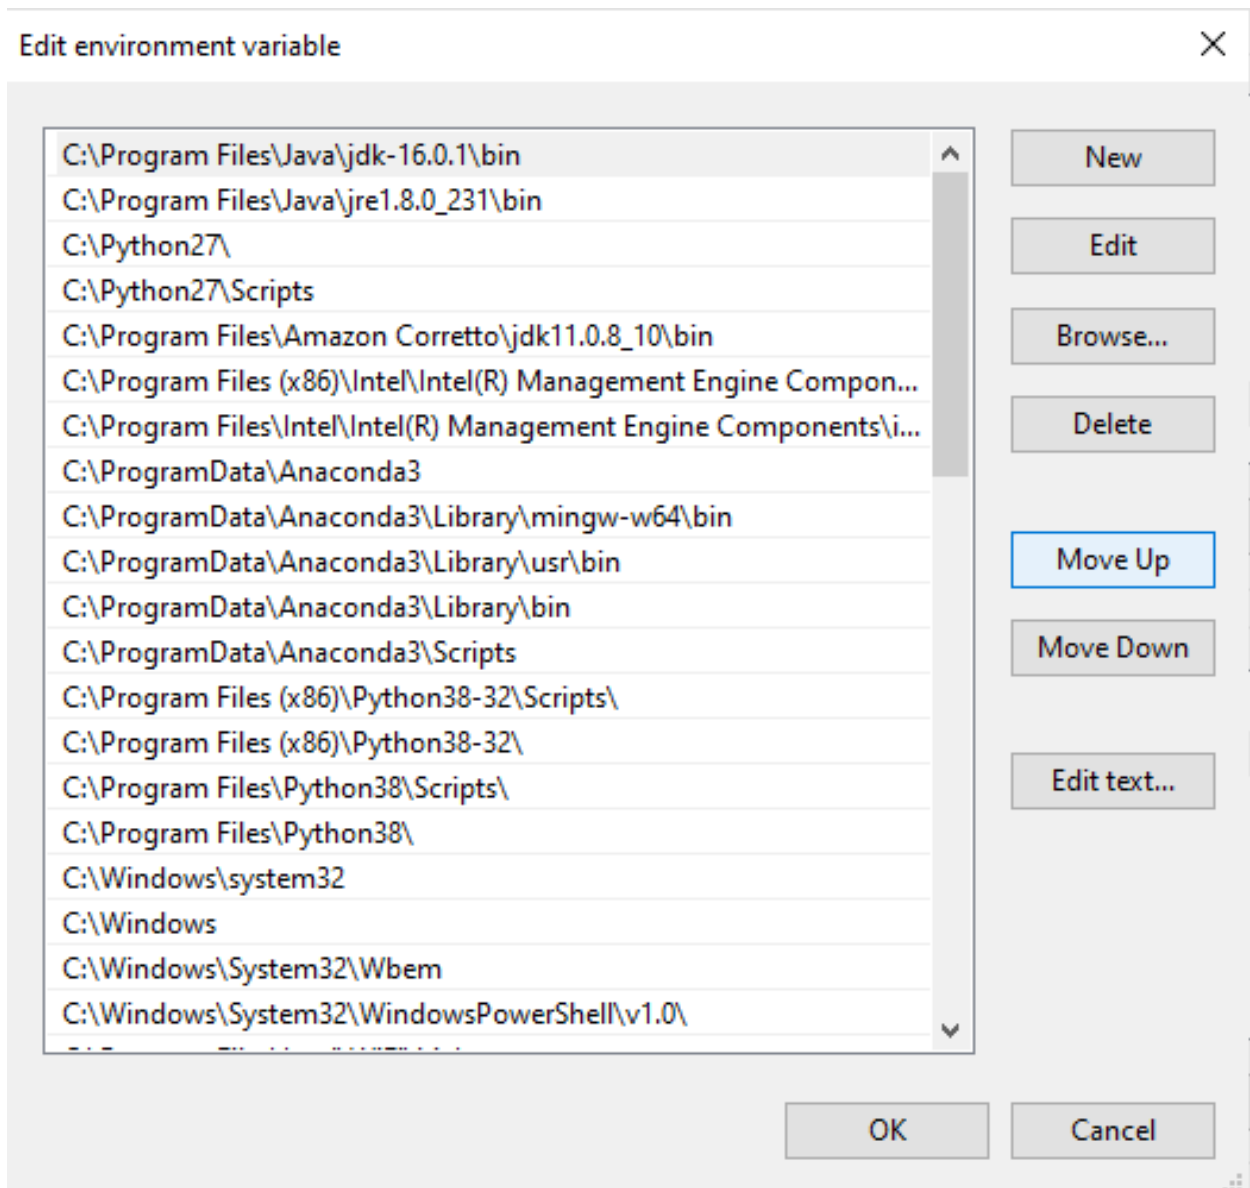 Edit environment variable
C:\Program Files\Java\jdk-16.0.1\bin
C:\Program Files\Java\jre1.8.0_231\bin
C:\Python27\
C:\Python27\Scripts
C:\Program Files\Amazon Corretto\jdk11.0.8_10\bin
C:\Program Files (x86)\Intel\Intel(R) Management Engine Compon...
C:\Program Files\Intel\Intel(R) Management Engine Components\i...
C:\ProgramData\Anaconda3
C:\ProgramData\Anaconda3\Library\mingw-w64\bin
C:\ProgramData\Anaconda3\Library\usr\bin
C:\ProgramData\Anaconda3\Library\bin
C:\ProgramData\Anaconda3\Scripts
C:\Program Files (x86)\Python38-32\Scripts\
C:\Program Files (x86)\Python38-32\
C:\Program Files\Python38\Scripts\
C:\Program Files\Python38\
C:\Windows\system32
C:\Windows
C:\Windows\System32\Wbem
C:\Windows\System32\WindowsPowerShell\v1.0\
New
Edit
Browse...
Delete
Move Up
Move Down
Edit text...
OK
Cancel